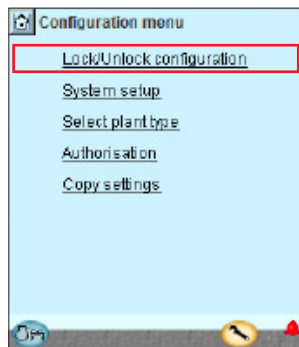 Configuration menu
Lock/Unlock configuration
System setup
Select plant type
Authorisation
Copy settings